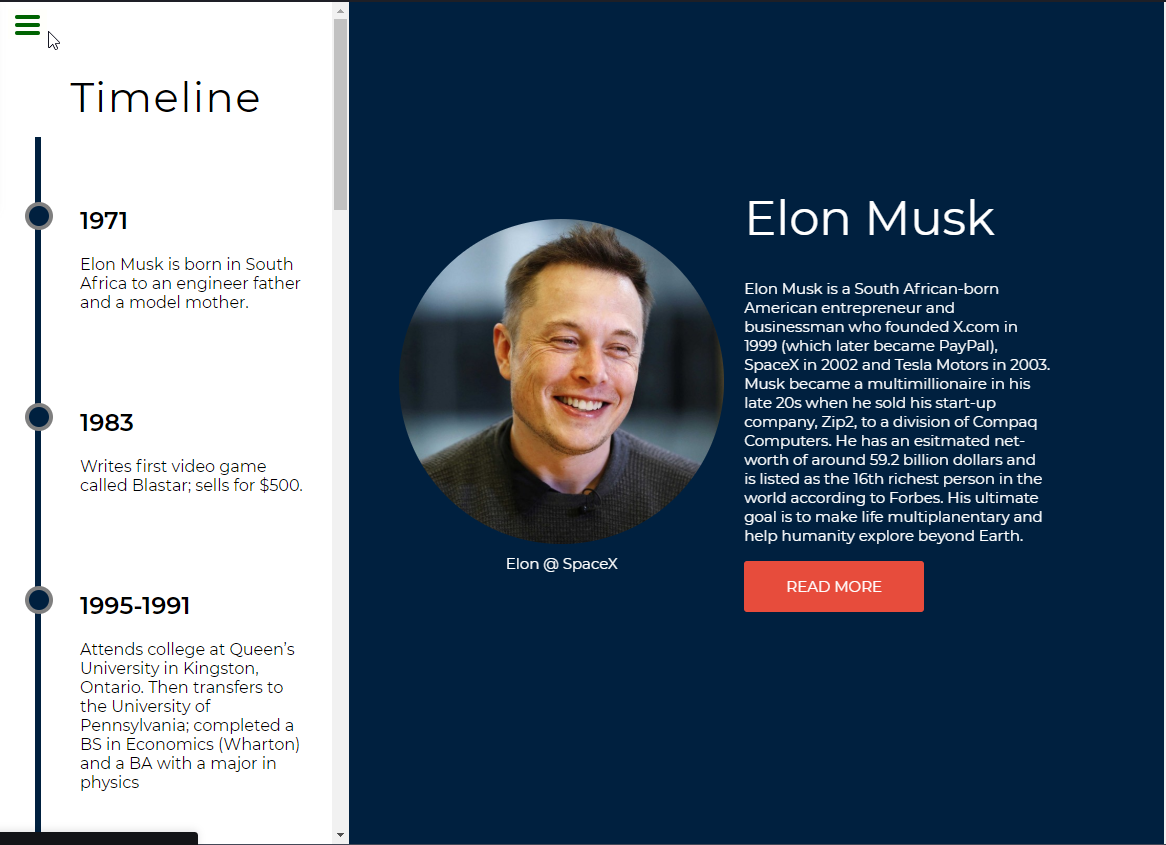 Timeline
1971
Elon Musk is born in South
Africa to an engineer father
and a model mother.
1983
Writes first video game
called Blastar; sells for $500.
1995-1991
Attends college at Queen’s
University in Kingston,
Ontario. Then transfers to
the University of
Pennsylvania; completed a
BS in Economics (Wharton)
and a BA with a major in
physics
Elon @ SpaceX
Elon Musk
Elon Musk is a South African-born
American entrepreneur and
businessman who founded X.com in
1999 (which later became PayPal),
SpaceX in 2002 and Tesla Motors in 2003.
Musk became a multimillionaire in his
late 20s when he sold his start-up
company, Zip2, to a division of Compaq
Computers. He has an esitmated net-
worth of around 59.2 billion dollars and
is listed as the 16th richest person in the
world according to Forbes. His ultimate
goal is to make life multiplanentary and
help humanity explore beyond Earth.
READ MORE